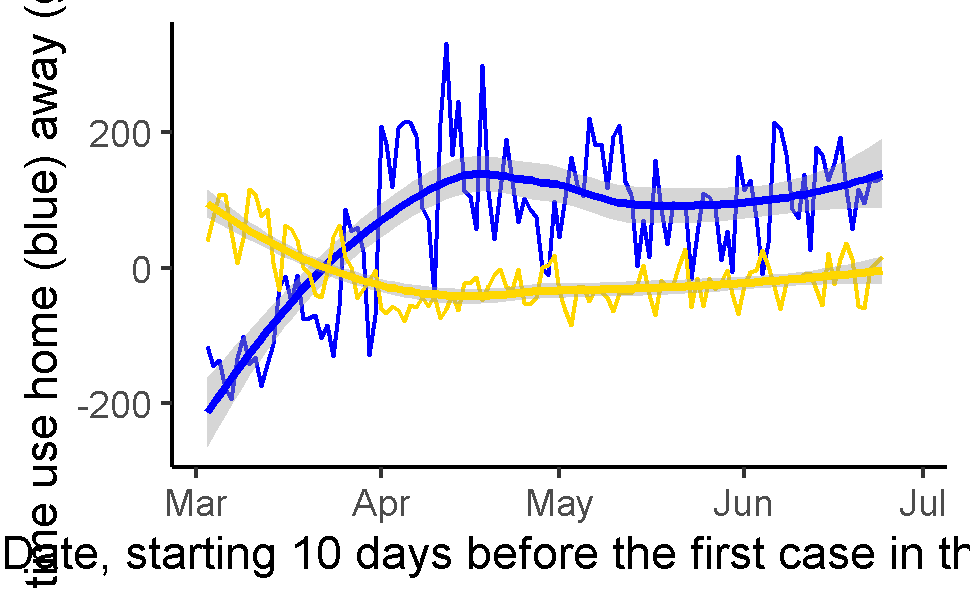 time use home (blue) away (
200
0
-200
Mar Apr May Jun Jul
Date, starting 10 days before the first case in th